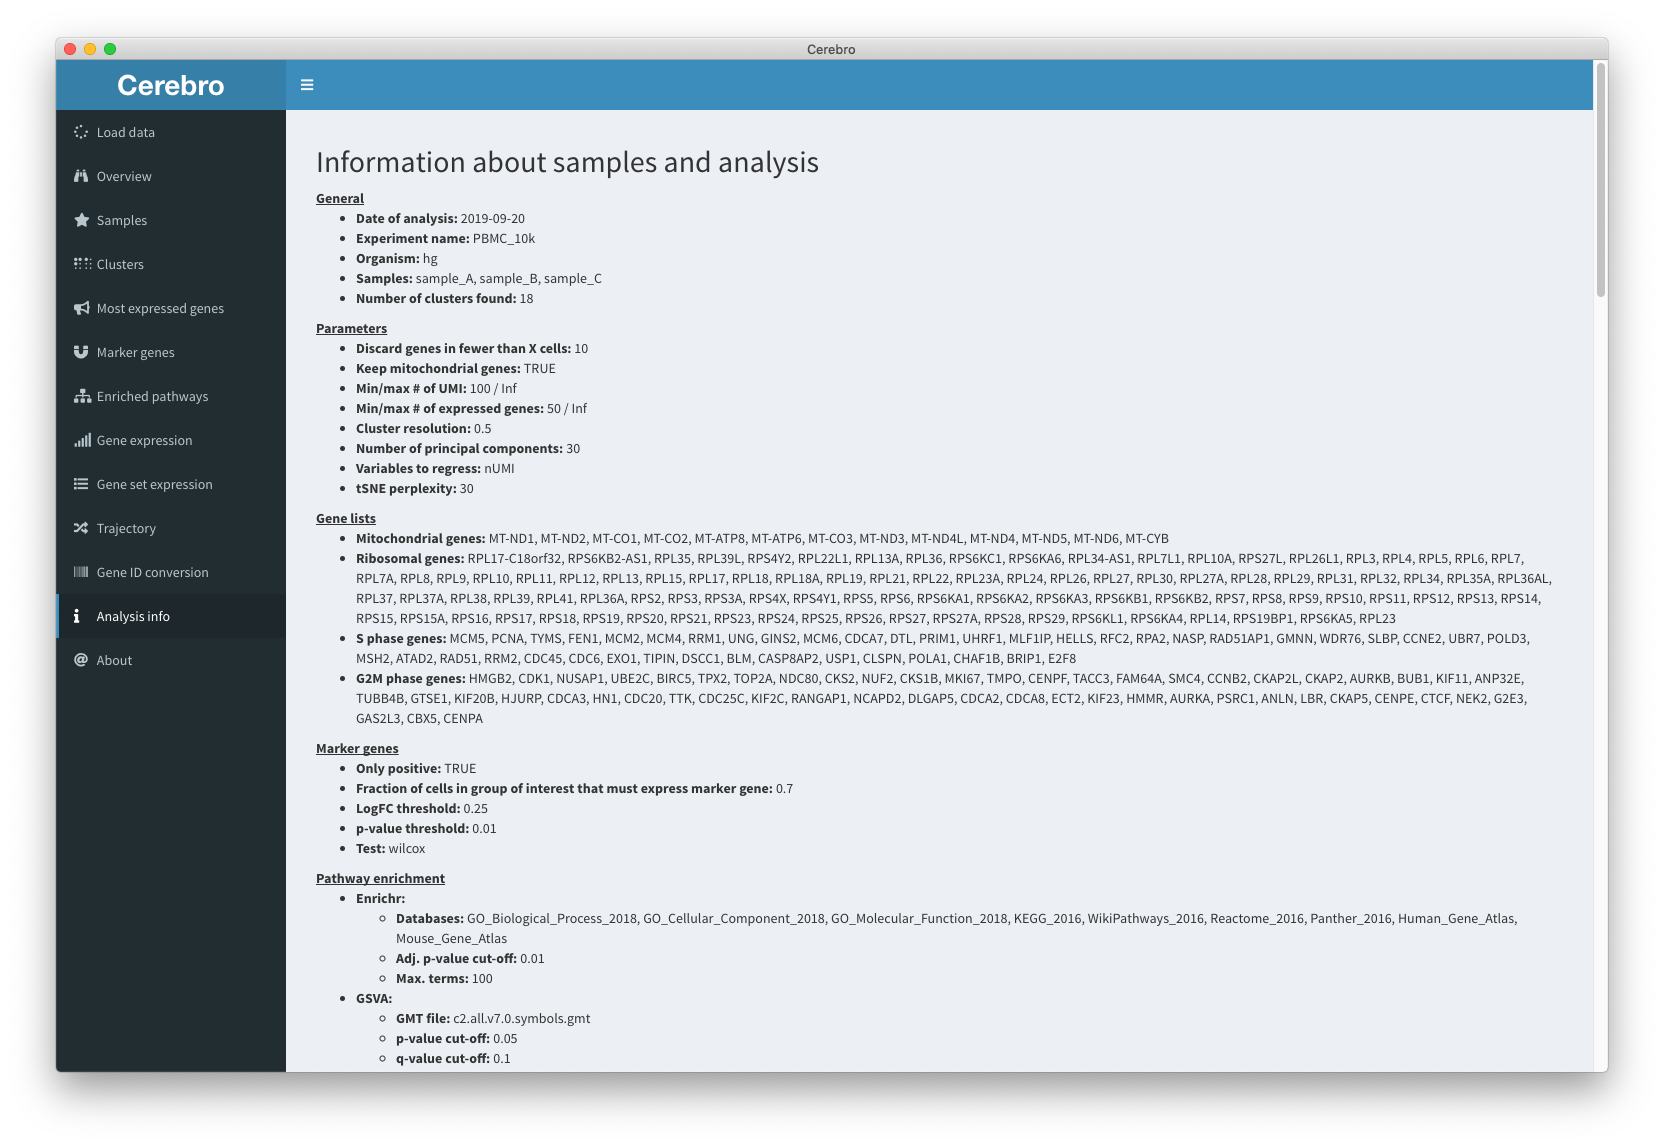 Cerebro
Cerebro
Load data
Overview
Samples
Clusters
Most expressed genes
Marker genes
Enriched pathways
Gene expression
Gene set expression
Trajectory
Gene ID conversion
Analysis info
About
Information about samples and analysis
General
Date of analysis: 2019-09-20
Experiment name: PBMC_10k
Organism: hg
Samples: sample_A, sample_B, sample_C
Number of clusters found: 18
Parameters
Discard genes in fewer than X cells: 10
Keep mitochondrial genes: TRUE
Min/max # of UMI: 100 / Inf
Min/max # of expressed genes: 50 / Inf
Cluster resolution: 0.5
Number of principal components: 30
Variables to regress: nUMI
tSNE perplexity: 30
Gene lists
Mitochondrial genes: MT-ND1, MT-ND2, MT-CO1, MT-CO2, MT-ATP8, MT-ATP6, MT-CO3, MT-ND3, MT-ND4L, MT-ND4, MT-ND5, MT-ND6, MT-CYB
Ribosomal genes: RPL17-C18orf32, RPS6KB2-AS1, RPL35, RPL39L, RPS4Y2, RPL22L1, RPL13A, RPL36, RPS6KC1, RPS6KA6, RPL34-AS1, RPL7L1, RPL10A, RPS27L, RPL26L1, RPL3, RPL4, RPL5, RPL6, RPL7,
RPL7A, RPL8, RPL9, RPL10, RPL11, RPL12, RPL13, RPL15, RPL17, RPL18, RPL18A, RPL19, RPL21, RPL22, RPL23A, RPL24, RPL26, RPL27, RPL30, RPL27A, RPL28, RPL29, RPL31, RPL32, RPL34, RPL35A, RPL36AL,
RPL37, RPL37A, RPL38, RPL39, RPL41, RPL36A, RPS2, RPS3, RPS3A, RPS4X, RPS4Y1, RPS5, RPS6, RPS6KA1, RPS6KA2, RPS6KA3, RPS6KB1, RPS6KB2, RPS7, RPS8, RPS9, RPS10, RPS11, RPS12, RPS13, RPS14,
RPS15, RPS15A, RPS16, RPS17, RPS18, RPS19, RPS20, RPS21, RPS23, RPS24, RPS25, RPS26, RPS27, RPS27A, RPS28, RPS29, RPS6KL1, RPS6KA4, RPL14, RPS19BP1, RPS6KA5, RPL23
S phase genes: MCM5, PCNA, TYMS, FEN1, MCM2, MCM4, RRM1, UNG, GINS2, MCM6, CDCA7, DTL, PRIM1, UHRF1, MLF1IP, HELLS, RFC2, RPA2, NASP, RAD51AP1, GMNN, WDR76, SLBP, CCNE2, UBR7, POLD3,
MSH2, ATAD2, RAD51, RRM2, CDC45, CDC6, EXO1, TIPIN, DSCC1, BLM, CASP8AP2, USP1, CLSPN, POLA1, CHAF1B, BRIP1, E2F8
G2M phase genes: HMGB2, CDK1, NUSAP1, UBE2C, BIRC5, TPX2, TOP2A, NDC80, CKS2, NUF2, CKS1B, MKI67, TMPO, CENPF, TACC3, FAM64A, SMC4, CCNB2, CKAP2L, CKAP2, AURKB, BUB1, KIF11, ANP32E,
TUBB4B, GTSE1, KIF20B, HJURP, CDCA3, HN1, CDC20, TTK, CDC25C, KIF2C, RANGAP1, NCAPD2, DLGAP5, CDCA2, CDCA8, ECT2, KIF23, HMMR, AURKA, PSRC1, ANLN, LBR, CKAP5, CENPE, CTCF, NEK2, G2E3,
GAS2L3, CBX5, CENPA
Marker genes
Only positive: TRUE
Fraction of cells in group of interest that must express marker gene: 0.7
LogFC threshold: 0.25
p-value threshold: 0.01
Test: wilcox
Pathway enrichment
Enrichr:
Databases: GO_Biological_Process_2018, GO_Cellular_Component_2018, GO_Molecular_Function_2018, KEGG_2016, WikiPathways_2016, Reactome_2016, Panther_2016, Human_Gene_Atlas,
Mouse_Gene_Atlas
Adj. p-value cut-off: 0.01
Max. terms: 100
GSVA:
GMT file: c2.all.v7.0.symbols.gmt
p-value cut-off: 0.05
q-value cut-off: 0.1